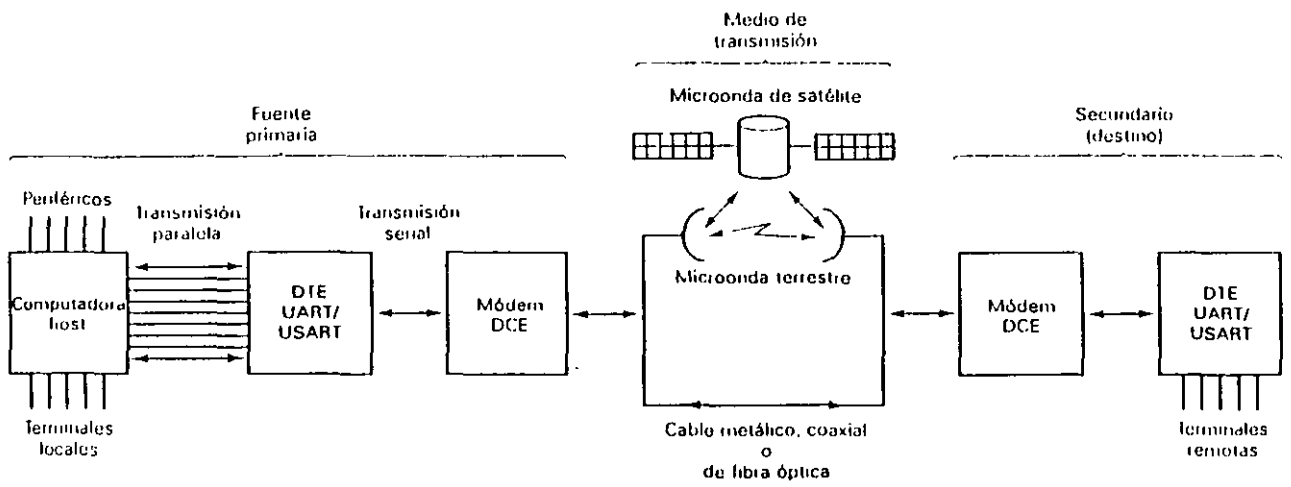 Medio de
transmisión
Microonda de satélite
Fuente
primaria
Secundario
(destino)
Periféricos
Transmisión
paralela
Transmisión
serial
Microonda terrestre
Computadora
host
DTE
UART/
USART
Módem
DCE
Módem
DCE
DTE
UART/
USART
Terminales
locales
Cable metálico, coaxial
o
de fibra óptica
Terminales
remotas